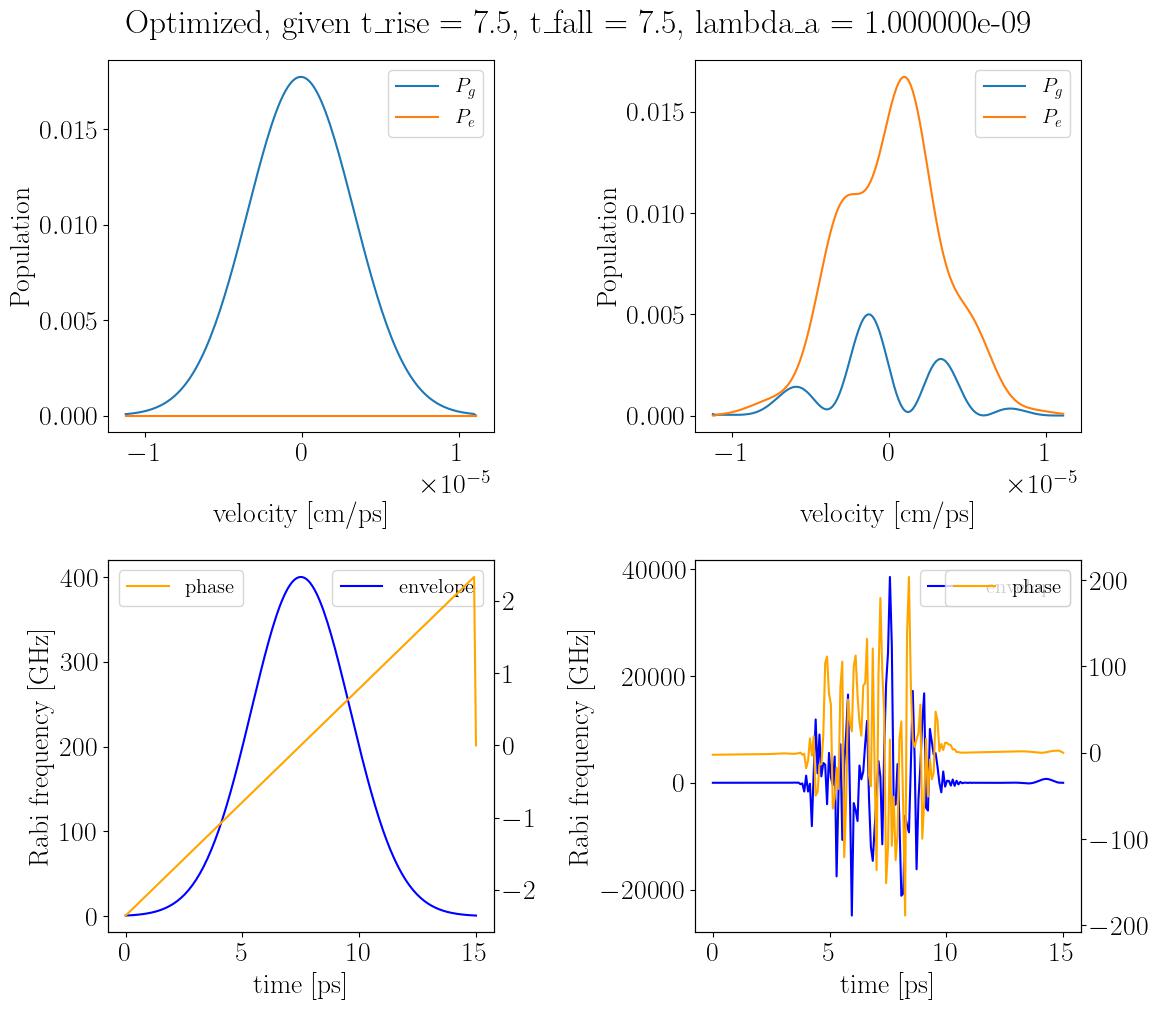 Optimized, given t_rise = 7.5, t_fall = 7.5, lambda_a = 1.000000e-09
0.015
0.010
0.005
0.000
Population
P_g
P_e
−1
0
1
×10^−5
velocity [cm/ps]
0.015
0.010
0.005
0.000
Population
P_g
P_e
−1
0
1
×10^−5
velocity [cm/ps]
400
300
200
100
0
Rabi frequency [GHz]
phase
envelope
2
1
0
−1
−2
0
5
10
15
time [ps]
40000
20000
0
−20000
Rabi frequency [GHz]
phase
200
100
0
−100
−200
0
5
10
15
time [ps]